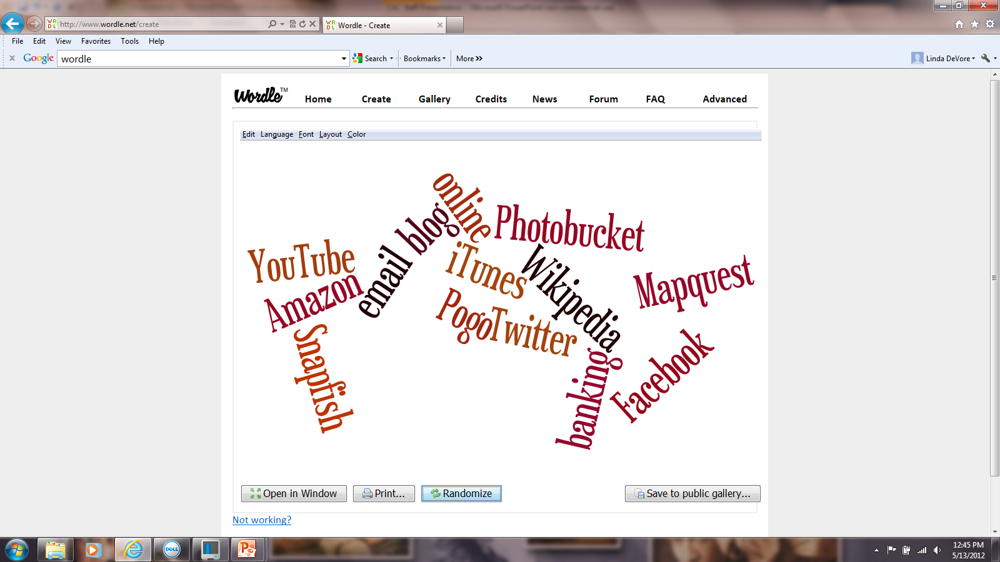 http://www.wordle.net/create
Wordle - Create
File Edit View Favorites Tools Help
x Google wordle Search Bookmarks More Linda DeVore
Wordle™ Home Create Gallery Credits News Forum FAQ Advanced
Edit Language Font Layout Color
online
Photobucket
blog
YouTube
email
iTunes
Wikipedia
Amazon
Mapquest
Pogo
Twitter
Snapfish
banking
Facebook
Open in Window Print... Randomize Save to public gallery...
Not working?
DELL
12:45 PM
5/13/2012